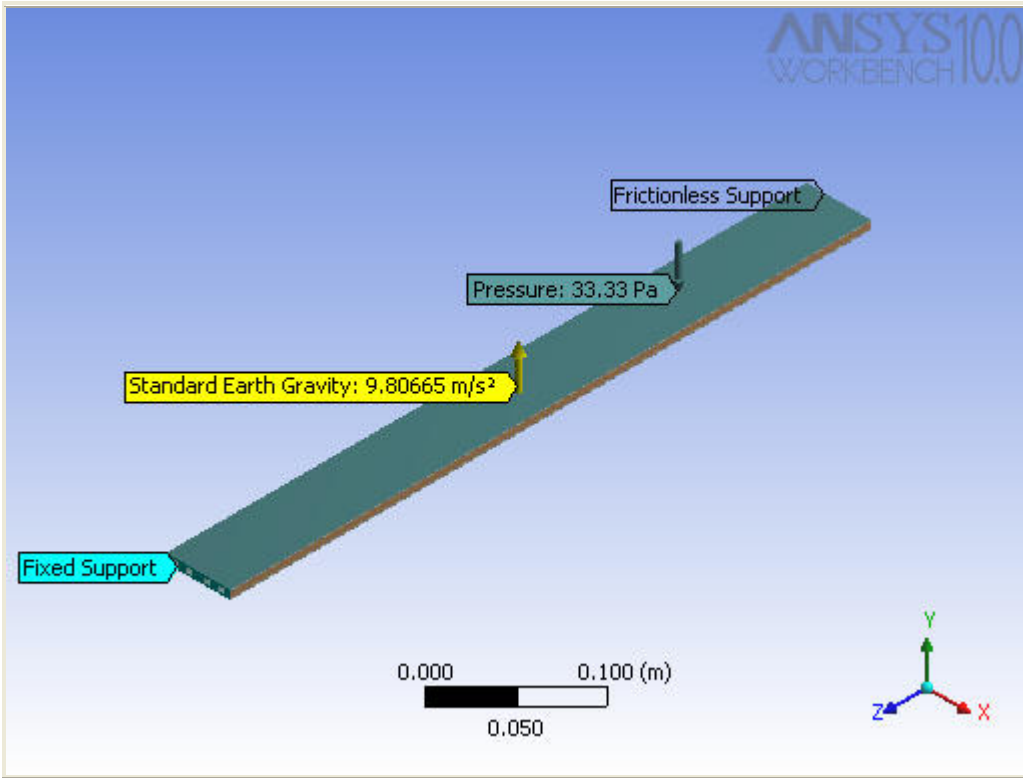 ANSYS 10.0
WORKBENCH
Frictionless Support
Pressure: 33.33 Pa
Standard Earth Gravity: 9.80665 m/s²
Fixed Support
0.000 0.100 (m)
0.050
Y
Z X